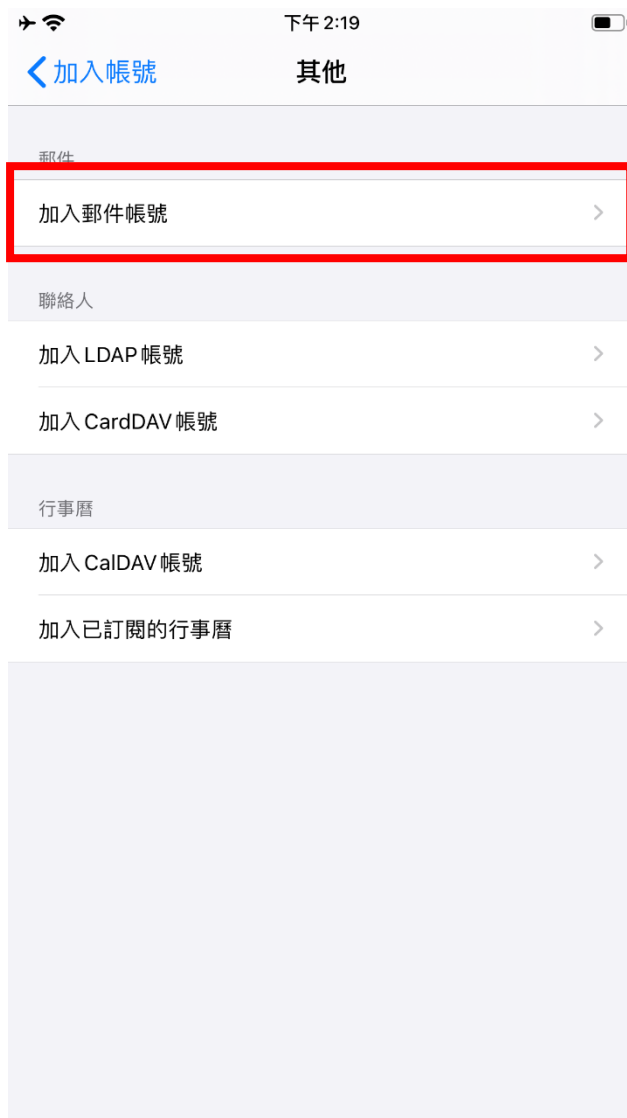 下午2:19
加入帳號
其他
郵件
加入郵件帳號
聯絡人
加入 LDAP 帳號
加入 CardDAV 帳號
行事曆
加入 CalDAV 帳號
加入已訂閱的行事曆